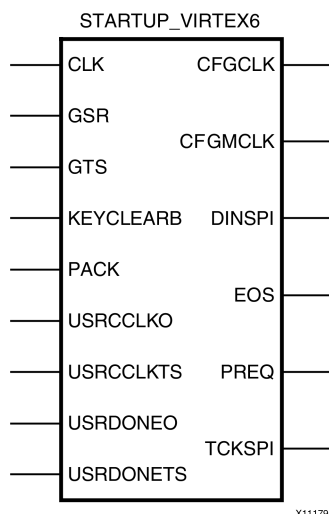 STARTUP_VIRTEX6
CLK
CFGCLK
GSR
CFGMCLK
GTS
KEYCLEARB
DINSPI
PACK
EOS
USRCCLKO
USRCCLKTS
PREQ
USRDONEO
TCKSPI
USRDONETS
X11179